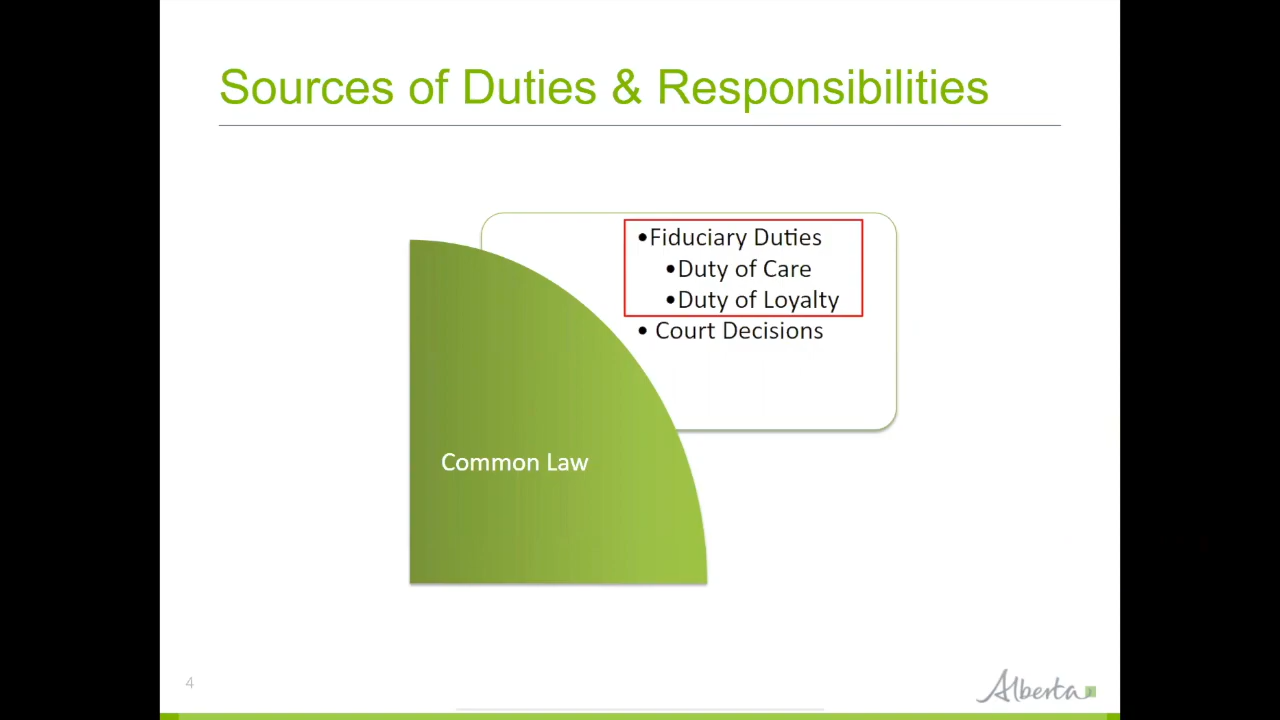 Sources of Duties & Responsibilities
•Fiduciary Duties
•Duty of Care
•Duty of Loyalty
• Court Decisions
Common Law
4
Alberta